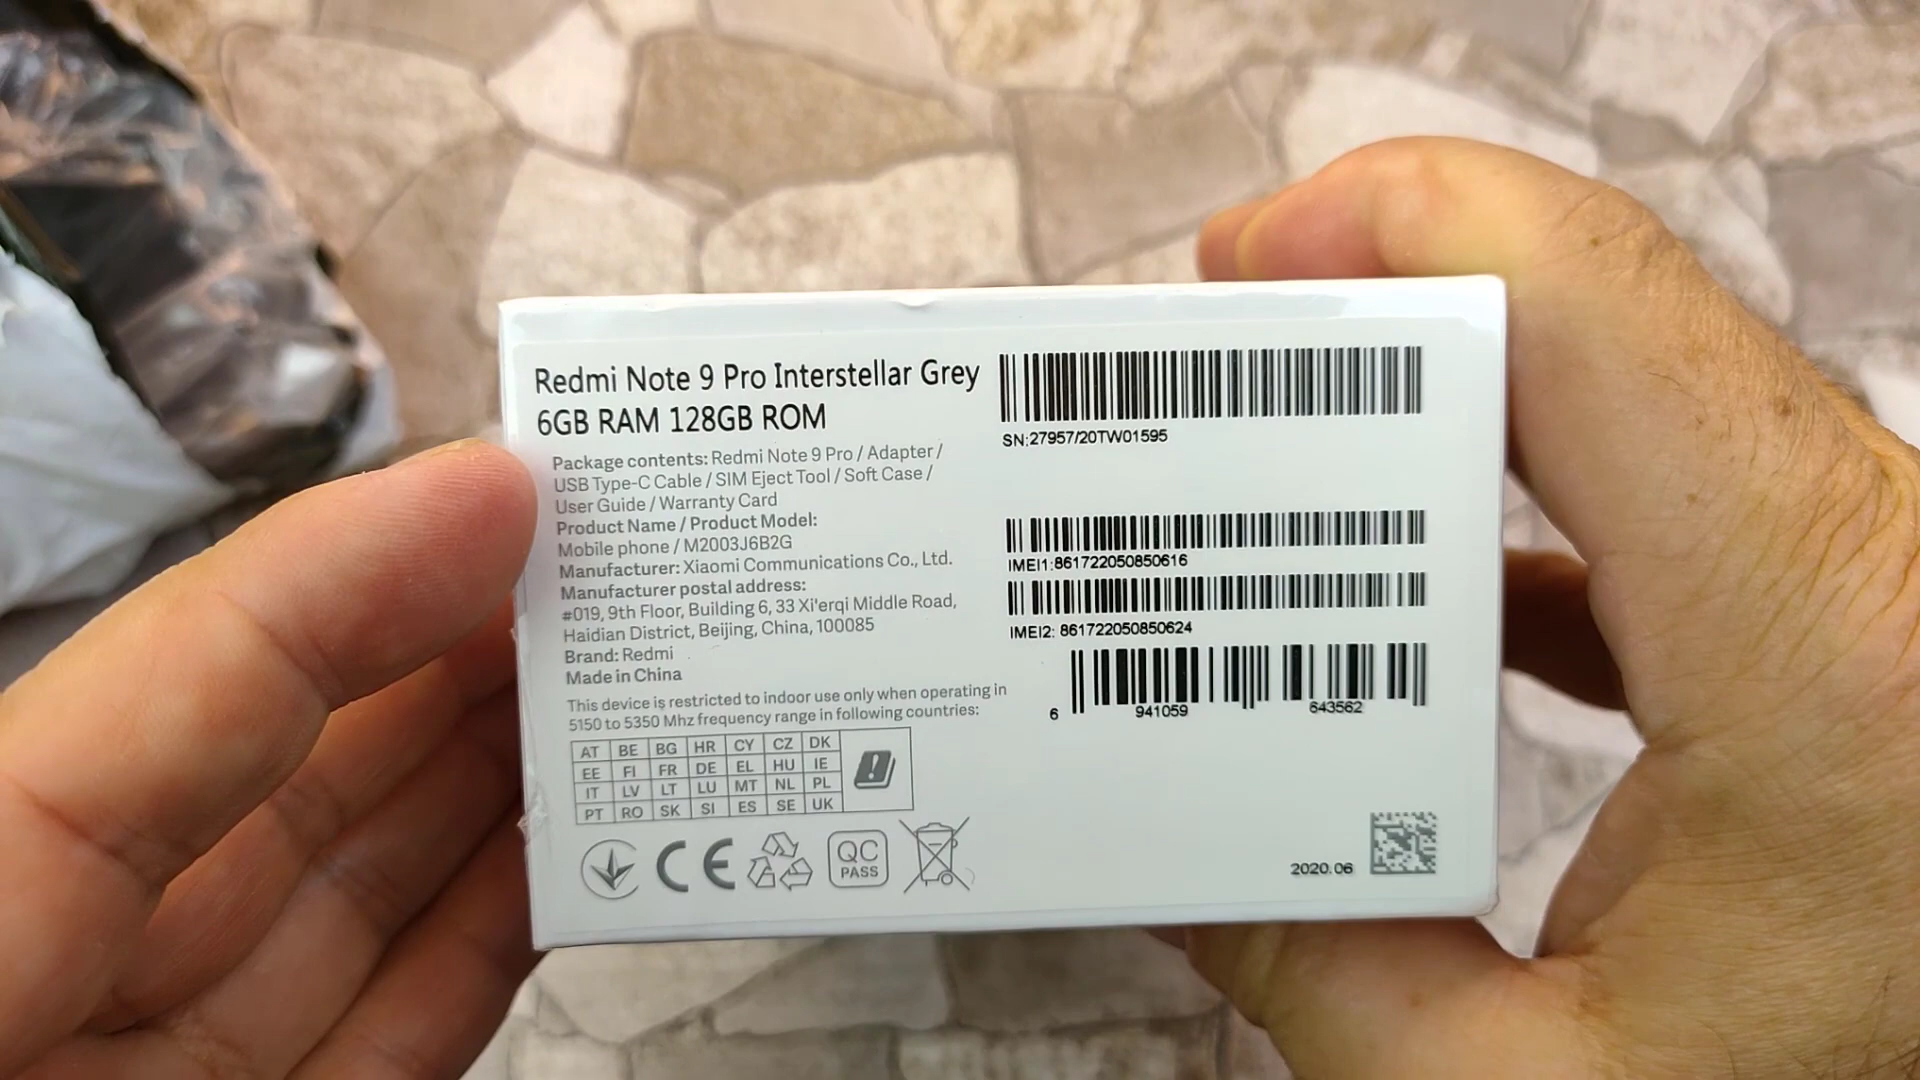 Redmi Note 9 Pro Interstellar Grey
6GB RAM 128GB ROM
Package contents: Redmi Note 9 Pro / Adapter /
USB Type-C Cable / SIM Eject Tool / Soft Case /
User Guide / Warranty Card
Product Name / Product Model:
Mobile phone / M2003J6B2G
Manufacturer: Xiaomi Communications Co., Ltd.
Manufacturer postal address:
#019, 9th Floor, Building 6, 33 Xi'erqi Middle Road,
Haidian District, Beijing, China, 100085
Brand: Redmi
Made in China
This device is restricted to indoor use only when operating in
5150 to 5350 Mhz frequency range in following countries:
AT BE BG HR CY CZ DK
EE FI FR DE EL HU IE
IT LV LT LU MT NL PL
PT RO SK SI ES SE UK
CE
QC
PASS
SN:27957/20TW01595
IMEI1:861722050850616
IMEI2: 861722050850624
6 941059 643562
2020.06